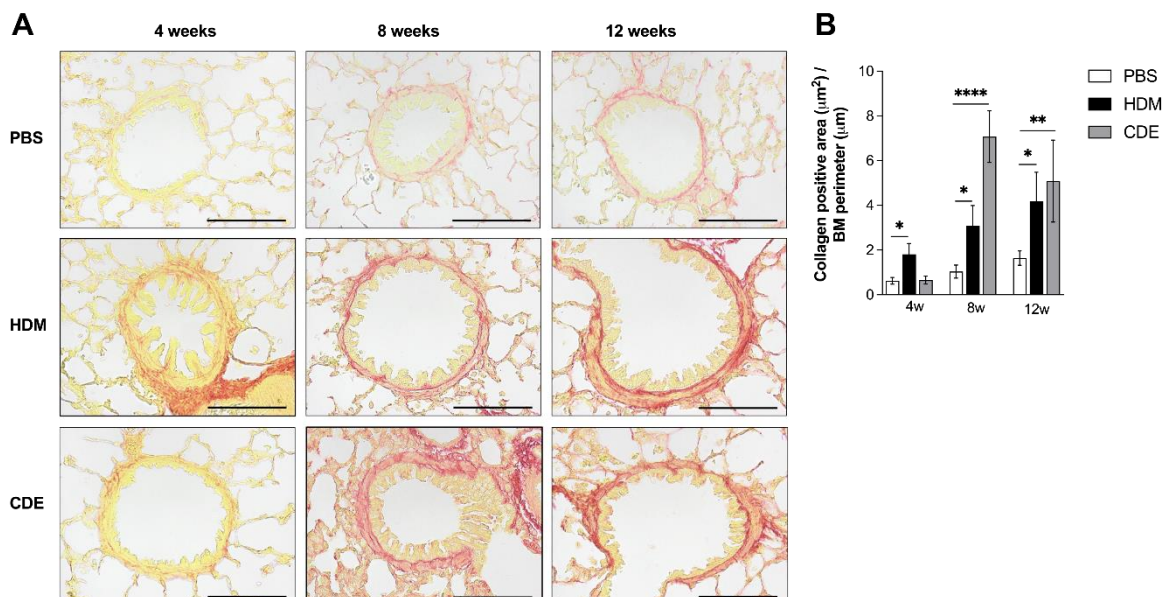 A
4 weeks
8 weeks
12 weeks
PBS
HDM
CDE
B
Collagen positive area (μm²) /
BM perimeter (μm)
10
8
6
4
2
0
*
*
****
*
**
4w
8w
12w
PBS
HDM
CDE